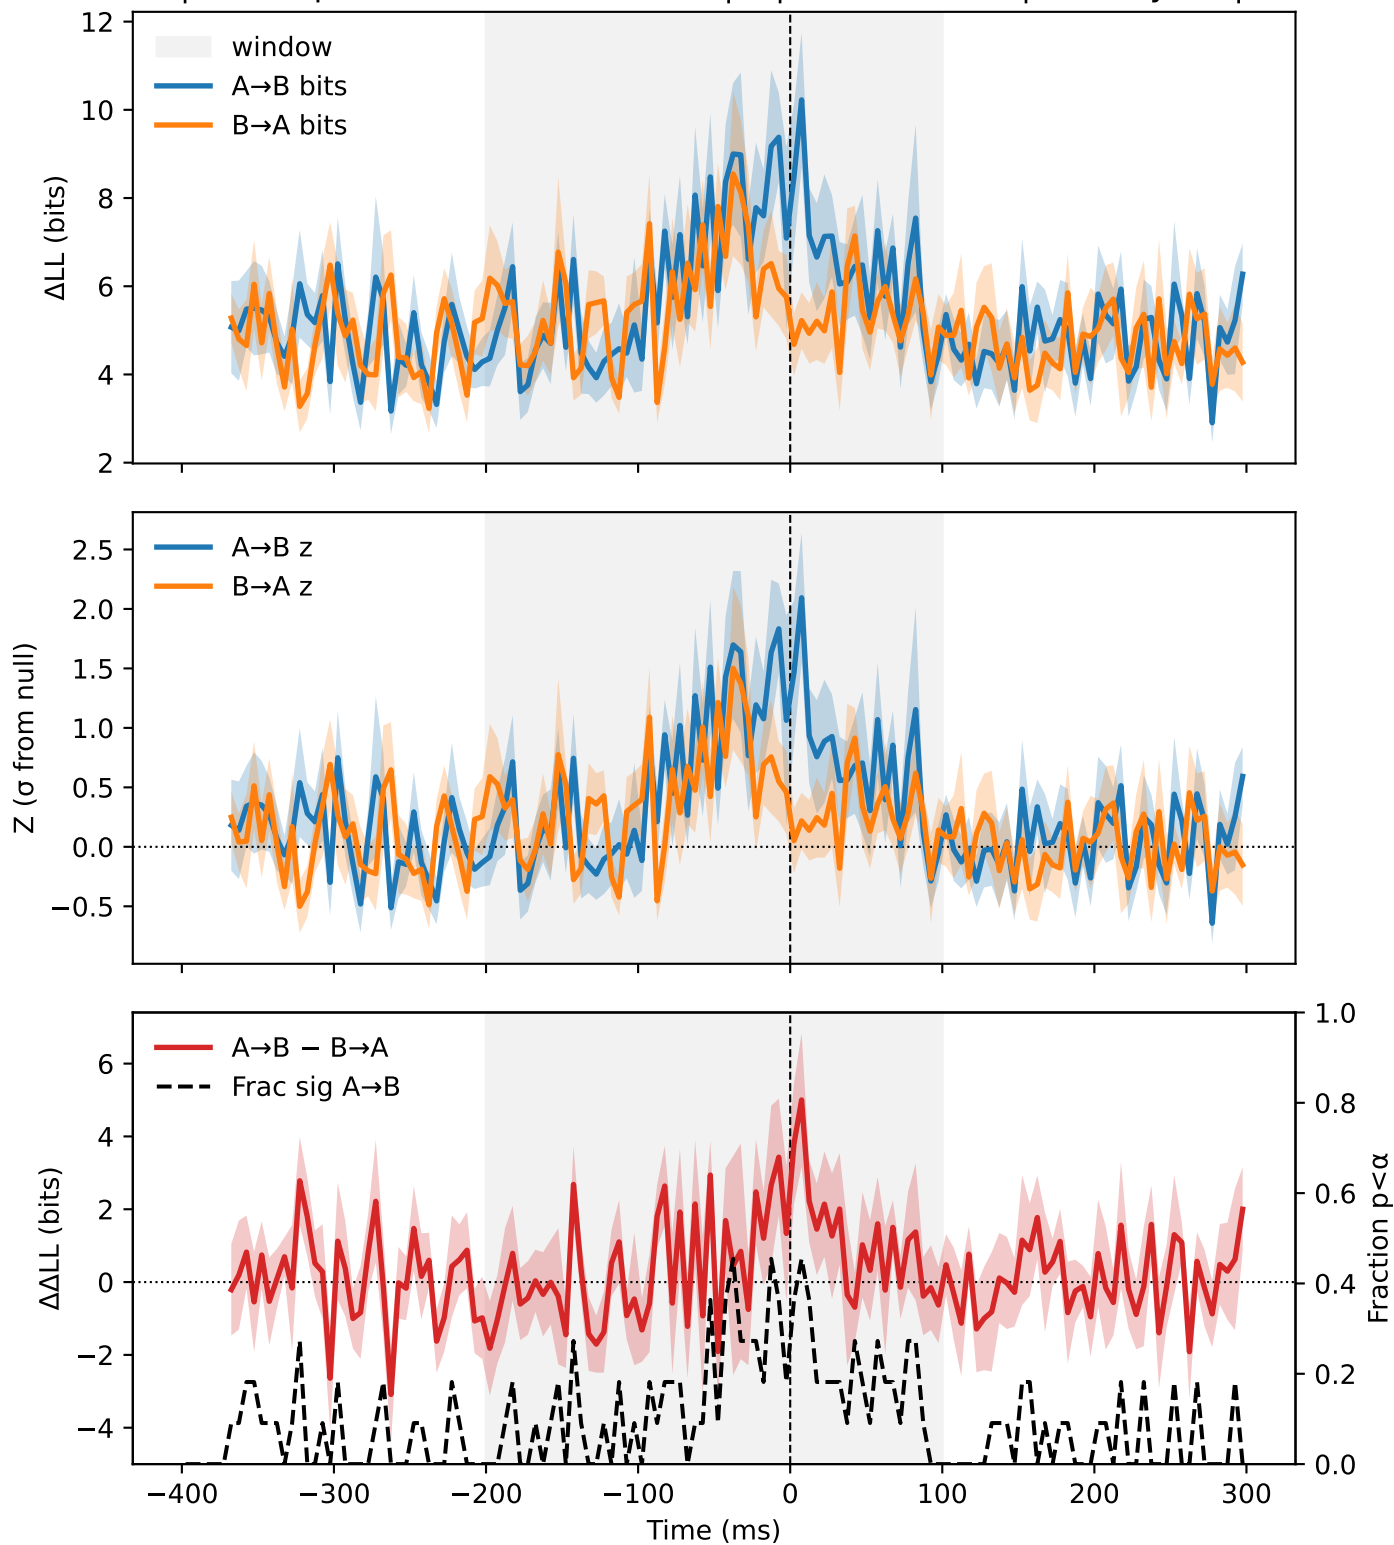 12
10
8
6
4
2
ΔLL (bits)
window
A→B bits
B→A bits
2.5
2.0
1.5
1.0
0.5
0.0
−0.5
Z (σ from null)
A→B z
B→A z
6
4
2
0
−2
−4
ΔΔLL (bits)
A→B − B→A
Frac sig A→B
1.0
0.8
0.6
0.4
0.2
0.0
Fraction p<α
−400 −300 −200 −100 0 100 200 300
Time (ms)